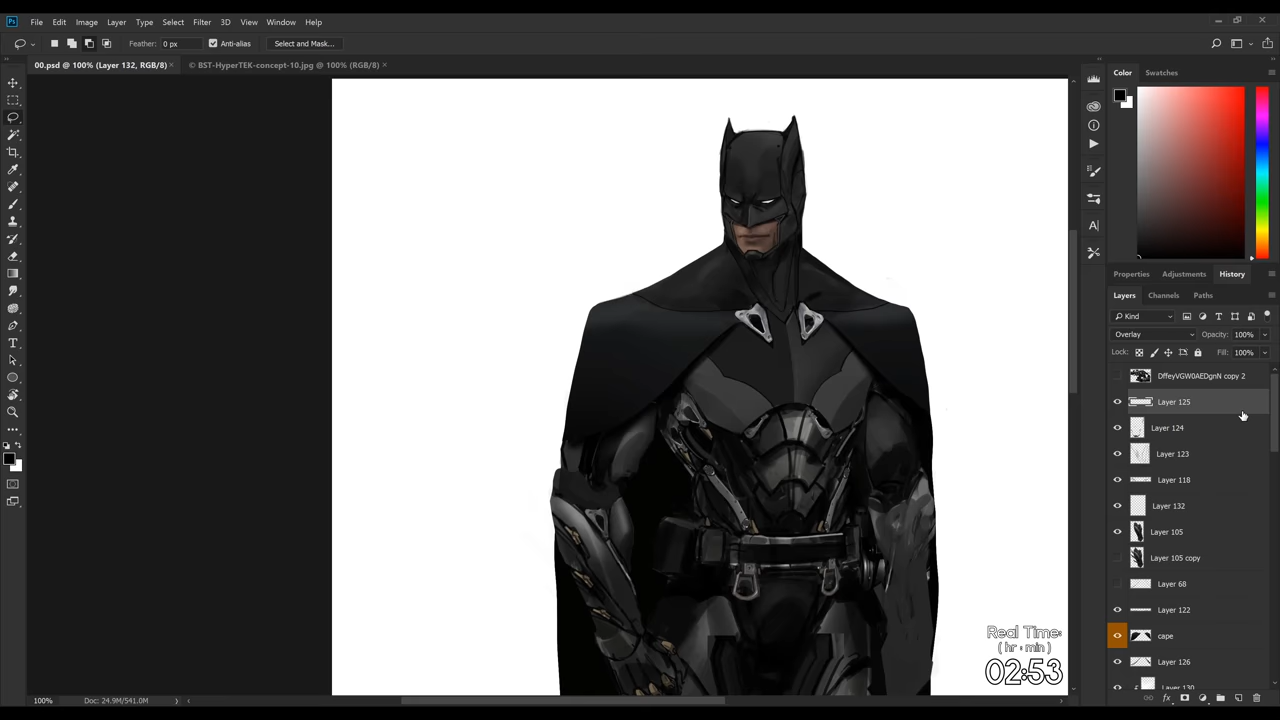 Ps File Edit Image Layer Type Select Filter 3D View Window Help
Feather: 0 px Anti-alias Select and Mask...
00.psd @ 100% (Layer 132, RGB/8) × © BST-HyperTEK-concept-10.jpg @ 100% (RGB/8) ×
Color Swatches
Properties Adjustments History
Layers Channels Paths
Kind
Overlay Opacity: 100%
Lock: Fill: 100%
DffeyVGW0AEDgnN copy 2
Layer 125
Layer 124
Layer 123
Layer 118
Layer 132
Layer 105
Layer 105 copy
Layer 68
Layer 122
cape
Layer 126
Layer 130
Real Time:
( hr : min )
02:53
100% Doc: 24.9M/541.0M